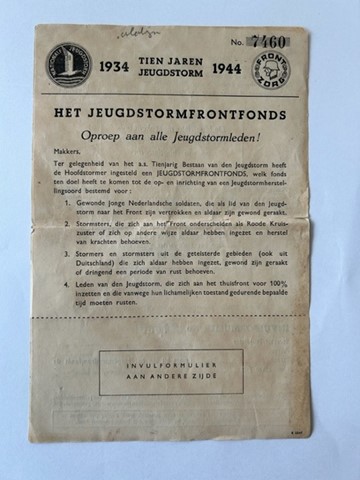 No. 7460
1934 TIEN JAREN JEUGDSTORM 1944
FRONT ZORG
HET JEUGDSTORMFRONTFONDS
Oproep aan alle Jeugdstormleden!
Makkers,
Ter gelegenheid van het a.s. Tienjarig Bestaan van den Jeugdstorm heeft
de Hoofdstormer ingesteld een JEUGDSTORMFRONTFONDS, welk fonds
ten doel heeft te komen tot de op- en inrichting van een Jeugdstormherstel-
lingsoord bestemd voor:
1. Gewonde jonge Nederlandsche soldaten, die als lid van den Jeugd-
storm naar het Front zijn vertrokken en aldaar zijn gewond geraakt.
2. Stormsters, die zich aan het Front onderscheiden als Roode Kruis-
zuster of zich op andere wijze aldaar hebben ingezet en herstel
van krachten behoeven.
3. Stormers en stormsters uit de geteisterde gebieden (ook uit
Duitschland) die zich aldaar hebben ingezet, gewond zijn geraakt
of dringend een periode van rust behoeven.
4. Leden van den Jeugdstorm, die zich aan het thuisfront voor 100%
inzetten en die vanwege hun lichamelijken toestand gedurende bepaalde
tijd moeten rusten.
INVULFORMULIER
AAN ANDERE ZIJDE